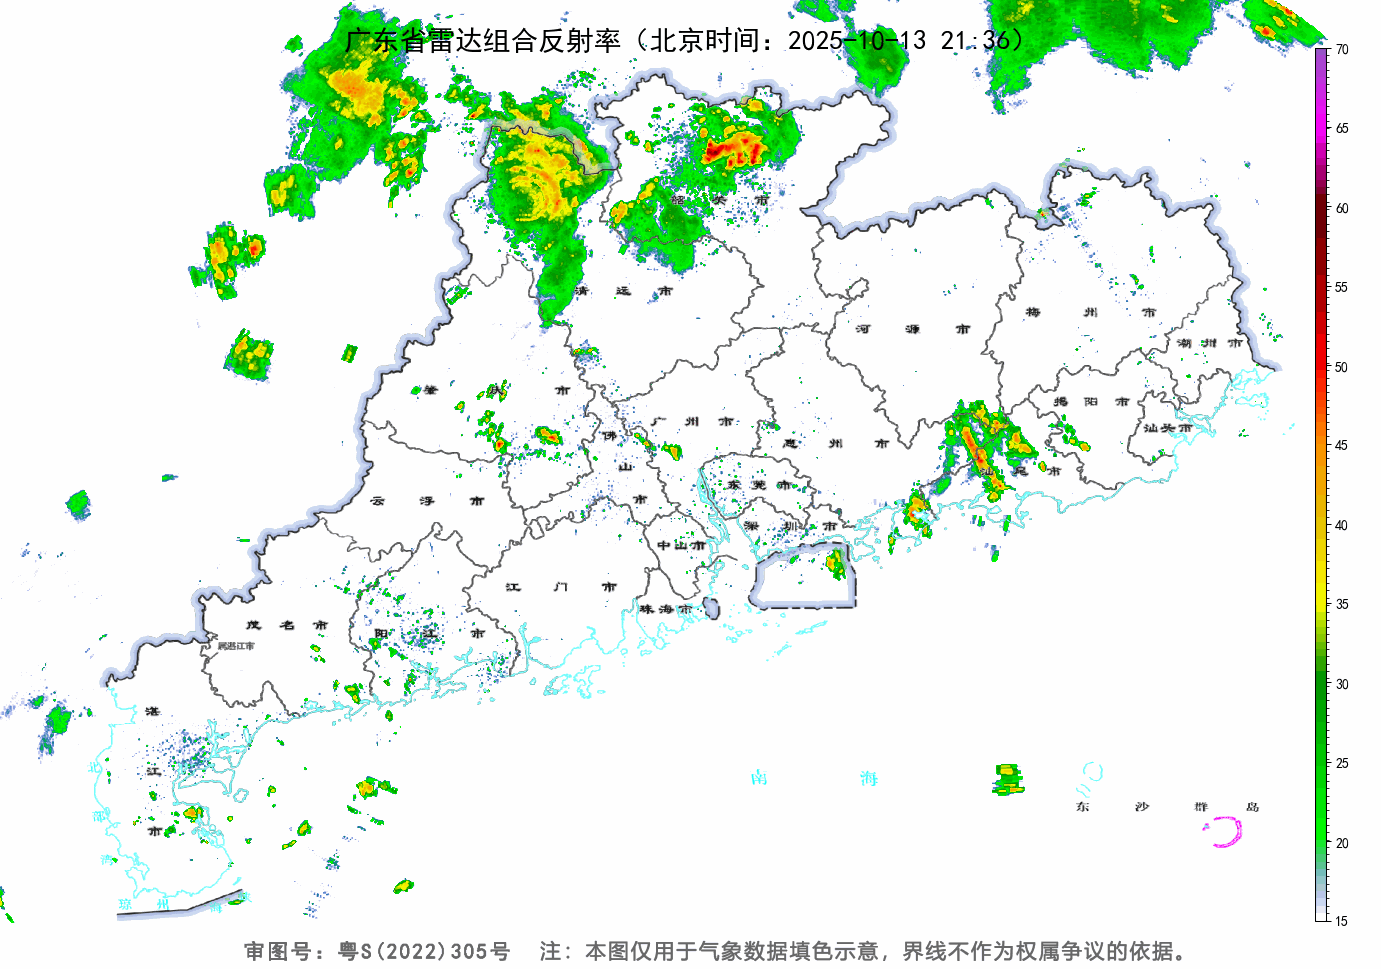 广东省雷达组合反射率（北京时间：2025-10-13 21:36）
70
65
60
55
50
45
40
35
30
25
20
15
韶关市
清远市
河源市
梅州市
潮州市
肇庆市
广州市
佛山市
惠州市
揭阳市
汕头市
汕尾市
云浮市
东莞市
深圳市
中山市
江门市
珠海市
茂名市
阳江市
属湛江市
湛江市
北部湾
南海
东沙群岛
琼州海峡
审图号：粤S(2022)305号 注：本图仅用于气象数据填色示意，界线不作为权属争议的依据。